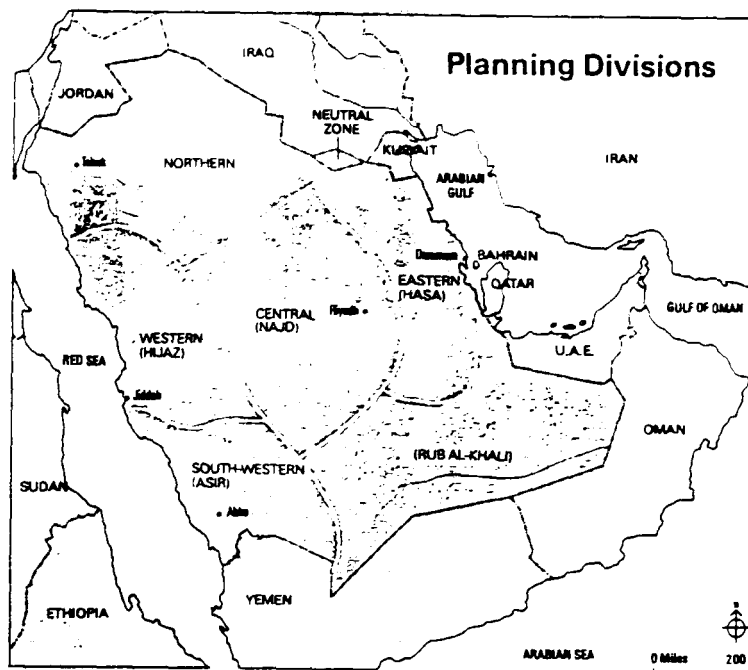 Planning Divisions
IRAQ
JORDAN
NEUTRAL
ZONE
KUWAIT
IRAN
NORTHERN
Tabuk
ARABIAN
GULF
Dammam
BAHRAIN
QATAR
EASTERN
(HASA)
CENTRAL
(NAJD)
Riyadh
GULF OF OMAN
WESTERN
(HIJAZ)
U.A.E.
RED SEA
Jiddah
OMAN
(RUB AL-KHALI)
SOUTH-WESTERN
(ASIR)
SUDAN
Abha
YEMEN
ETHIOPIA
N
ARABIAN SEA
0 Miles 200